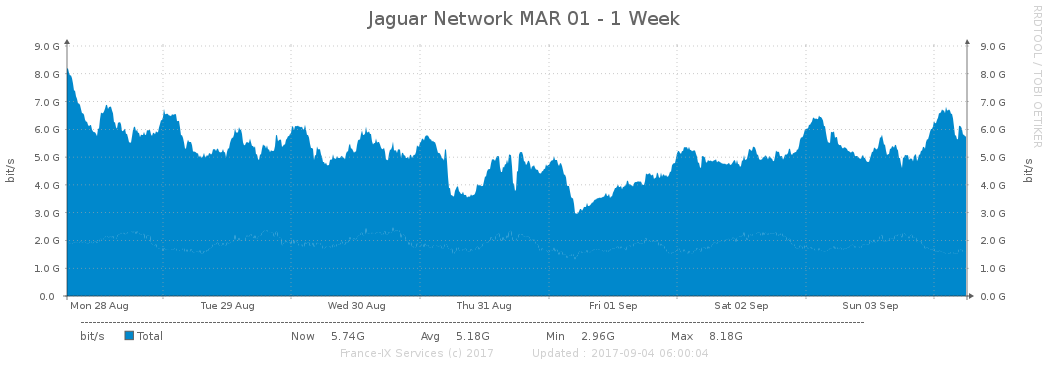 Jaguar Network MAR 01 - 1 Week
RRDTOOL / TOBI OETIKER
bit/s
bit/s
9.0 G 9.0 G
8.0 G 8.0 G
7.0 G 7.0 G
6.0 G 6.0 G
5.0 G 5.0 G
4.0 G 4.0 G
3.0 G 3.0 G
2.0 G 2.0 G
1.0 G 1.0 G
0.0 0.0 G
Mon 28 Aug Tue 29 Aug Wed 30 Aug Thu 31 Aug Fri 01 Sep Sat 02 Sep Sun 03 Sep
bit/s Total Now 5.74G Avg 5.18G Min 2.96G Max 8.18G
France-IX Services (c) 2017 Updated : 2017-09-04 06:00:04